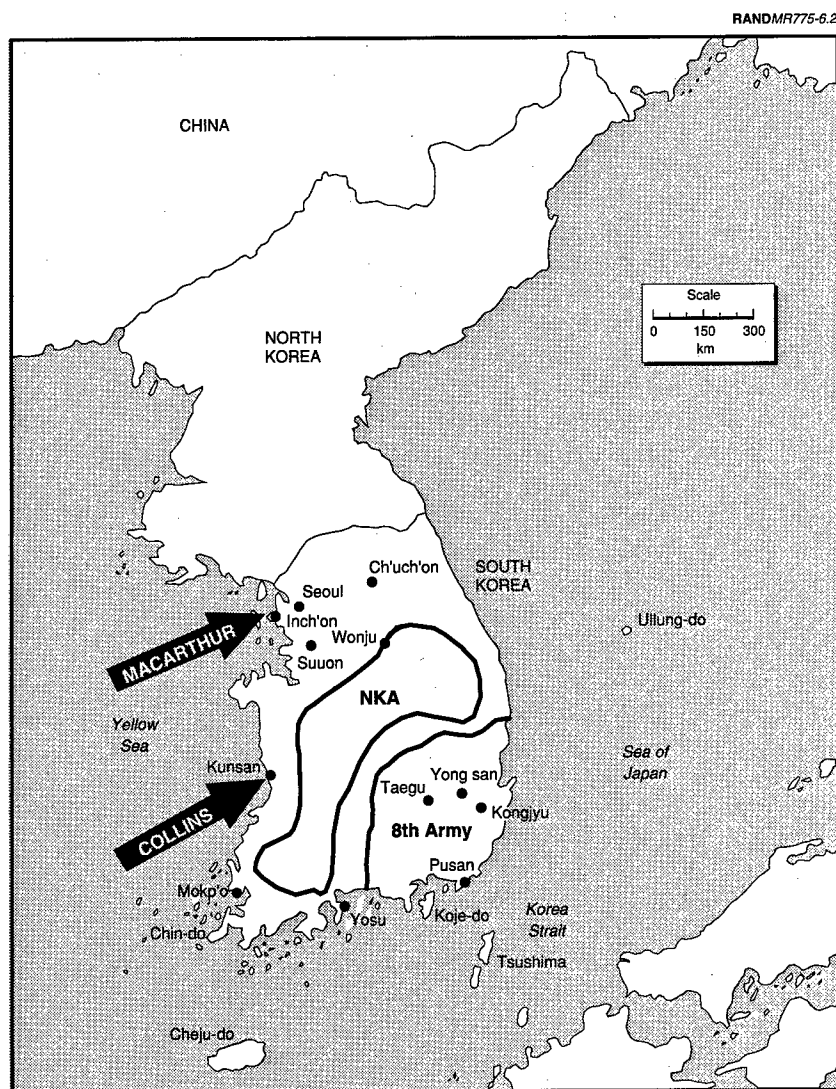 RANDMR775-6.2
CHINA
NORTH
KOREA
Scale
0 150 300
km
Ch'uch'on
SOUTH
KOREA
Seoul
Inch'on
MACARTHUR
Wonju
Suuon
Ullung-do
NKA
Yellow
Sea
Sea of
Japan
Kunsan
Taegu
Yong san
Kongjyu
COLLINS
8th Army
Pusan
Mokp'o
Chin-do
Yosu
Koje-do
Korea
Strait
Tsushima
Cheju-do